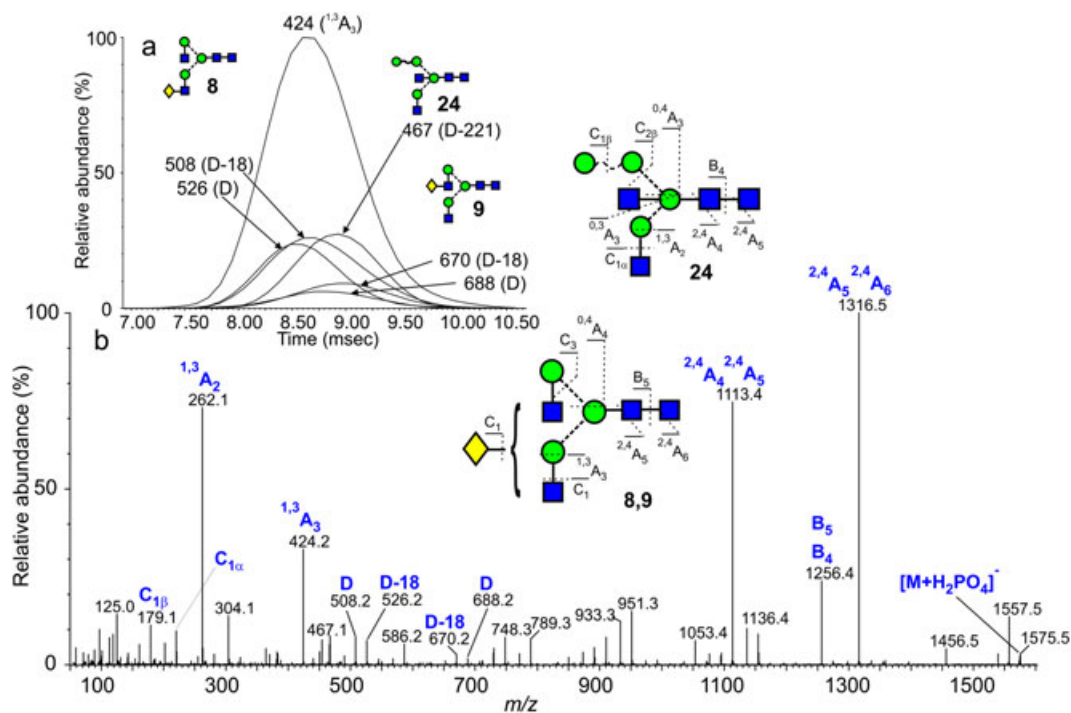 a
424 (1,3A3)
100
50
0
Relative abundance (%)
8
24
467 (D-221)
508 (D-18)
526 (D)
9
670 (D-18)
688 (D)
7.00 7.50 8.00 8.50 9.00 9.50 10.00 10.50
Time (msec)
C1β C2β 0,4A3
B4
0,3A3 1,3A2 2,4A4 2,4A5
C1α
24
b
100
50
0
Relative abundance (%)
1,3A2
262.1
1,3A3
424.2
C1β
179.1
C1α
125.0
304.1
467.1
D
508.2
D-18
526.2
586.2
D-18
670.2
D
688.2
748.3
789.3
933.3
951.3
1053.4
2,4A4 2,4A5
1113.4
1136.4
B5
B4
1256.4
2,4A5 2,4A6
1316.5
1456.5
[M+H2PO4]-
1557.5
1575.5
C3 0,4A4
B5
C1
2,4A5 2,4A6
1,3A3
C1
8,9
100 300 500 700 900 1100 1300 1500
m/z